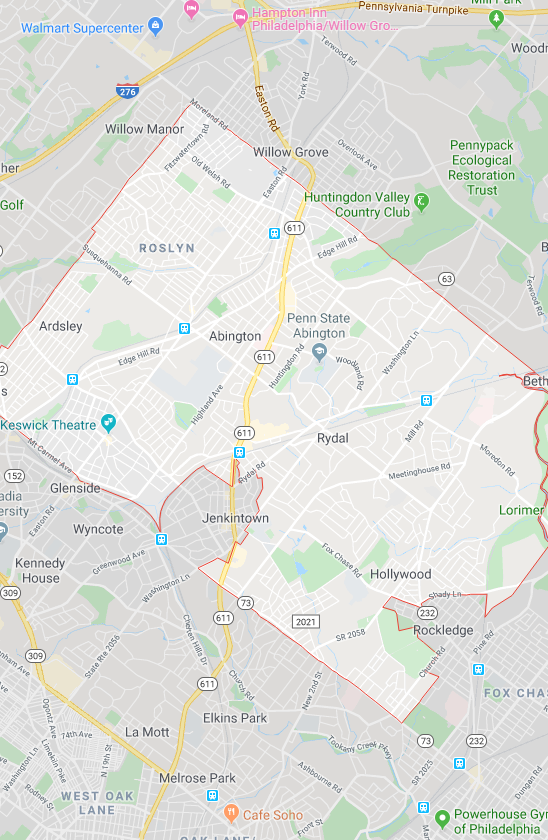 Mill Park
Hampton Inn
Philadelphia/Willow Gro...
Pennsylvania Turnpike
Walmart Supercenter
Woodm
Terwood Rd
York Rd
276
Easton Rd
Moreland Rd
Willow Manor
Fitzwatertown Rd
Willow Grove
Overlook Ave
Pennypack
Ecological
Restoration
Trust
her
Old Welsh Rd
Easton Rd
Golf
Huntingdon Valley
Country Club
611
Edge Hill Rd
ROSLYN
Susquehanna Rd
63
Terwood Rd
Ardsley
Penn State
Abington
Abington
Washington Ln
611
Edge Hill Rd
Huntingdon Rd
Woodland Rd
Beth
Highland Ave
Keswick Theatre
611
Rydal
Mill Rd
Mt Carmel Ave
Moredon Rd
152
Rydal Rd
Meetinghouse Rd
Glenside
adia
ersity
Easton Rd
Jenkintown
Lorimer
Wyncote
Greenwood Ave
Kennedy
House
Fox Chase Rd
Hollywood
Washington Ln
309
Shady Ln
73
232
611
2021
Rockledge
SR 2058
Pine Rd
Cherten Hills Dr
State Rte 2056
309
Church Rd
611
Church Rd
New 2nd St
FOX CHAS
Elkins Park
Ogontz Ave
La Mott
74th Ave
73
232
Tookany Creek Pkwy
Washington Ln
Limekiln Pike
N 19th St
SR 2025
Ashbourne Rd
Melrose Park
Dungan Rd
Rodney St
WEST OAK
LANE
Cafe Soho
Front St
Powerhouse Gym
of Philadelphia
OAK LANE/